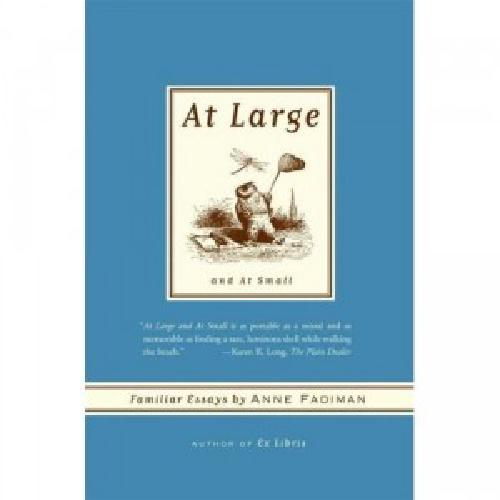 At Large
and At Small
"At Large and At Small is as portable as a mood and as
memorable as finding a rare, luminous shell while walking
the beach." —Karen R. Long, The Plain Dealer
Familiar Essays by ANNE FADIMAN
AUTHOR OF Ex Libris